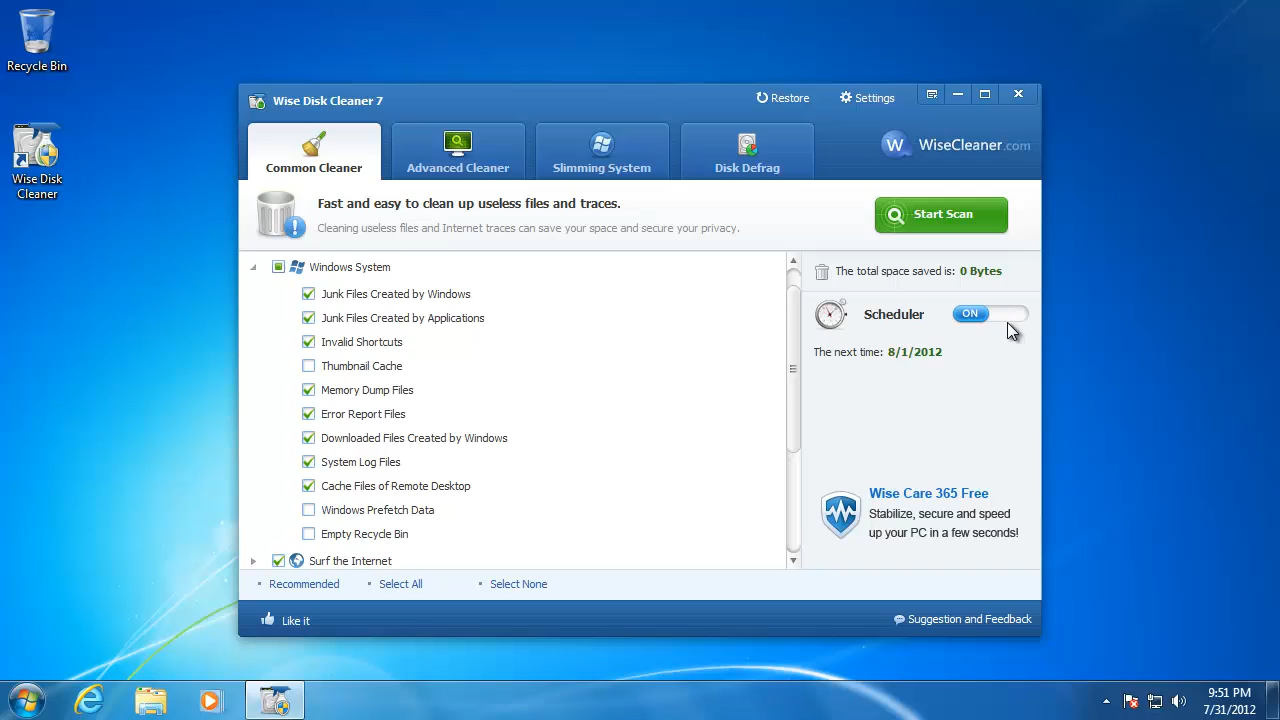 Recycle Bin
Wise Disk
Cleaner
Wise Disk Cleaner 7
Restore
Settings
Common Cleaner
Advanced Cleaner
Slimming System
Disk Defrag
W WiseCleaner.com
Fast and easy to clean up useless files and traces.
Cleaning useless files and Internet traces can save your space and secure your privacy.
Start Scan
Windows System
Junk Files Created by Windows
Junk Files Created by Applications
Invalid Shortcuts
Thumbnail Cache
Memory Dump Files
Error Report Files
Downloaded Files Created by Windows
System Log Files
Cache Files of Remote Desktop
Windows Prefetch Data
Empty Recycle Bin
Surf the Internet
The total space saved is: 0 Bytes
Scheduler ON
The next time: 8/1/2012
Wise Care 365 Free
Stabilize, secure and speed
up your PC in a few seconds!
Recommended
Select All
Select None
Like it
Suggestion and Feedback
9:51 PM
7/31/2012